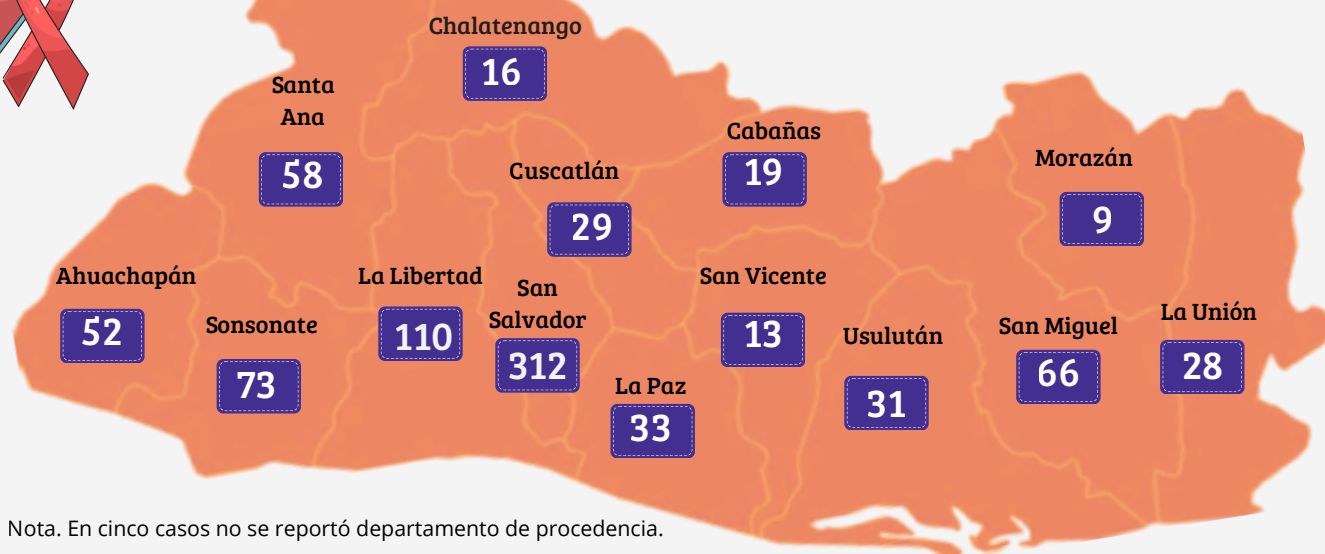 Chalatenango
16
Santa
Ana
58
Cabañas
19
Morazán
9
Cuscatlán
29
Ahuachapán
52
Sonsonate
73
La Libertad
110
San
Salvador
312
San Vicente
13
La Paz
33
Usulután
31
San Miguel
66
La Unión
28
Nota. En cinco casos no se reportó departamento de procedencia.